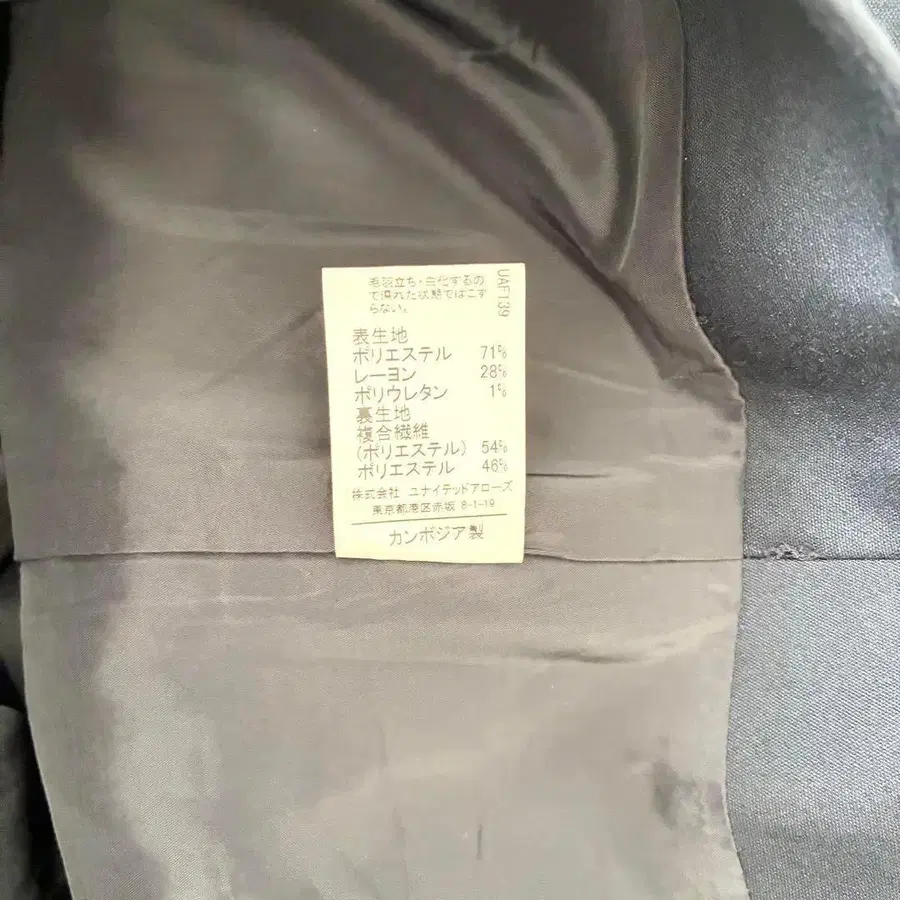 毛羽立ち・白化するの
で濡れた状態ではこす
らない。
UAF139
表生地
ポリエステル 71%
レーヨン 28%
ポリウレタン 1%
裏生地
複合繊維
(ポリエステル) 54%
ポリエステル 46%
株式会社 ユナイテッドアローズ
東京都港区赤坂 8-1-19
カンボジア製